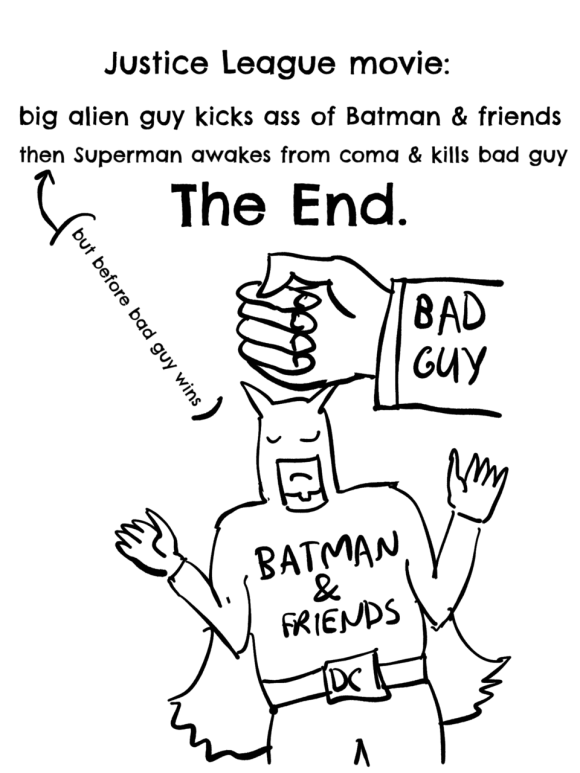 Justice League movie:
big alien guy kicks ass of Batman & friends
then Superman awakes from coma & kills bad guy
The End.
(but before bad guy wins)
BAD
GUY
BATMAN
&
FRIENDS
DC